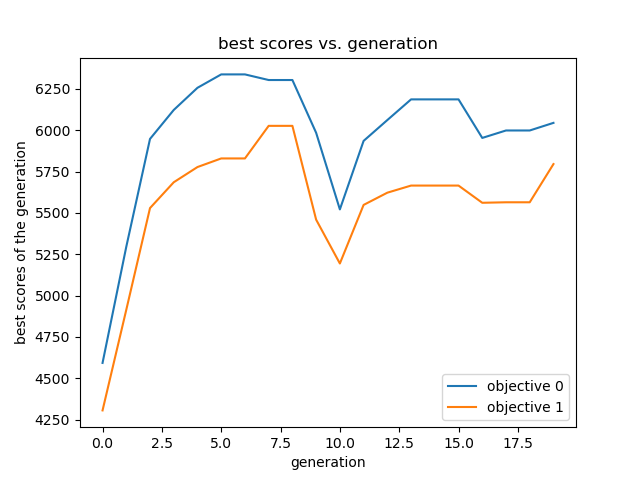 best scores vs. generation
best scores of the generation
6250
6000
5750
5500
5250
5000
4750
4500
4250
0.0 2.5 5.0 7.5 10.0 12.5 15.0 17.5
generation
objective 0
objective 1